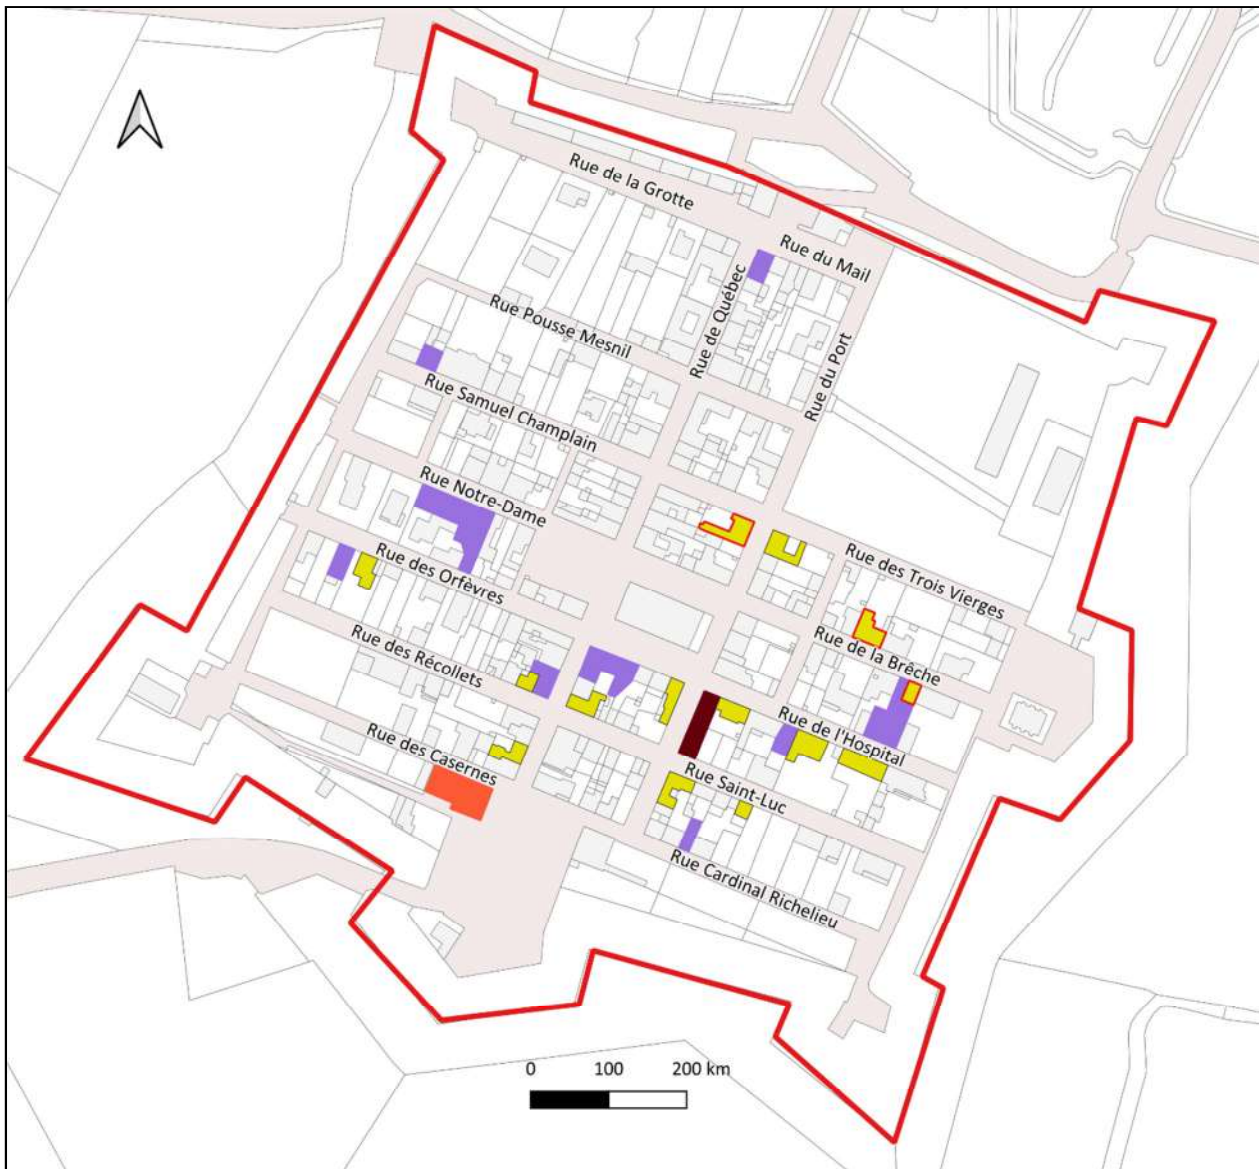 Rue de la Grotte
Rue du Mail
Rue de Québec
Rue Pousse Mesnil
Rue du Port
Rue Samuel Champlain
Rue Notre-Dame
Rue des Orfèvres
Rue des Trois Vierges
Rue de la Brêche
Rue des Récollets
Rue de l'Hospital
Rue des Casernes
Rue Saint-Luc
Rue Cardinal Richelieu
0 100 200 km